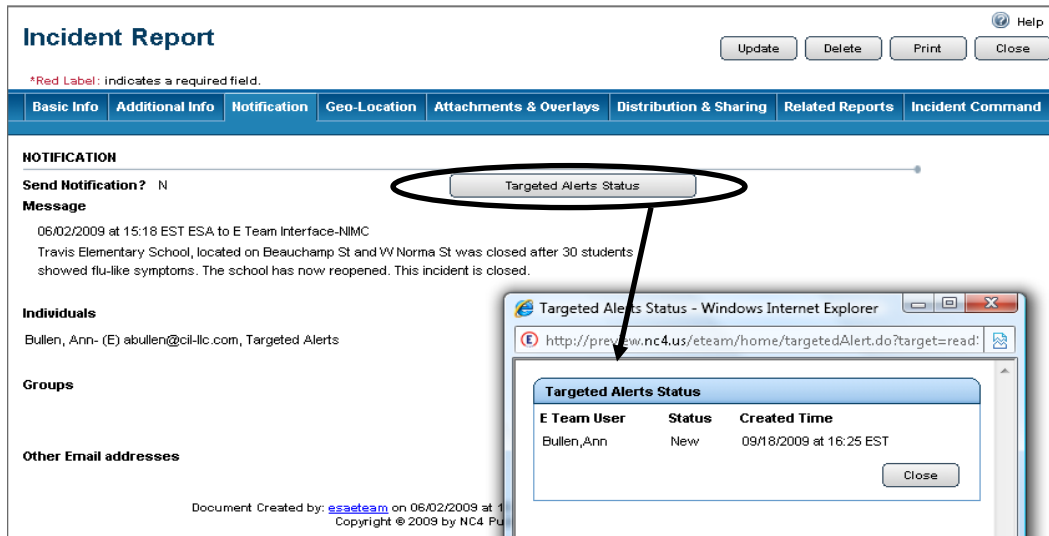 Help
Incident Report
Update Delete Print Close
*Red Label: indicates a required field.
Basic Info Additional Info Notification Geo-Location Attachments & Overlays Distribution & Sharing Related Reports Incident Command
NOTIFICATION
Send Notification? N
Targeted Alerts Status
Message
06/02/2009 at 15:18 EST ESA to E Team Interface-NIMC
Travis Elementary School, located on Beauchamp St and W Norma St was closed after 30 students
showed flu-like symptoms. The school has now reopened. This incident is closed.
Individuals
Bullen, Ann- (E) abullen@cil-llc.com, Targeted Alerts
Groups
Other Email addresses
Document Created by: esaeteam on 06/02/2009 at 1
Copyright © 2009 by NC4 Pu
Targeted Alerts Status - Windows Internet Explorer
http://preview.nc4.us/eteam/home/targetedAlert.do?target=read
Targeted Alerts Status
E Team User Status Created Time
Bullen,Ann New 09/18/2009 at 16:25 EST
Close